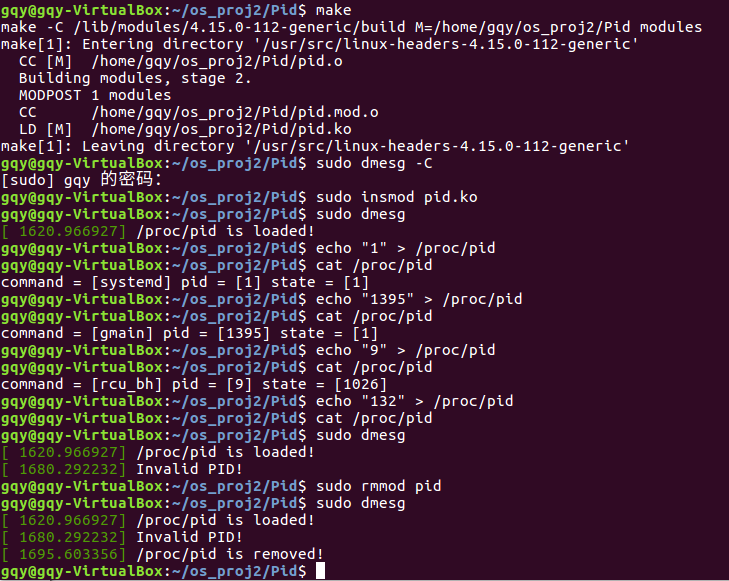 gqy@gqy-VirtualBox:~/os_proj2/Pid$ make
make -C /lib/modules/4.15.0-112-generic/build M=/home/gqy/os_proj2/Pid modules
make[1]: Entering directory '/usr/src/linux-headers-4.15.0-112-generic'
  CC [M]  /home/gqy/os_proj2/Pid/pid.o
  Building modules, stage 2.
  MODPOST 1 modules
  CC      /home/gqy/os_proj2/Pid/pid.mod.o
  LD [M]  /home/gqy/os_proj2/Pid/pid.ko
make[1]: Leaving directory '/usr/src/linux-headers-4.15.0-112-generic'
gqy@gqy-VirtualBox:~/os_proj2/Pid$ sudo dmesg -C
[sudo] gqy 的密码：
gqy@gqy-VirtualBox:~/os_proj2/Pid$ sudo insmod pid.ko
gqy@gqy-VirtualBox:~/os_proj2/Pid$ sudo dmesg
[ 1620.966927] /proc/pid is loaded!
gqy@gqy-VirtualBox:~/os_proj2/Pid$ echo "1" > /proc/pid
gqy@gqy-VirtualBox:~/os_proj2/Pid$ cat /proc/pid
command = [systemd] pid = [1] state = [1]
gqy@gqy-VirtualBox:~/os_proj2/Pid$ echo "1395" > /proc/pid
gqy@gqy-VirtualBox:~/os_proj2/Pid$ cat /proc/pid
command = [gmain] pid = [1395] state = [1]
gqy@gqy-VirtualBox:~/os_proj2/Pid$ echo "9" > /proc/pid
gqy@gqy-VirtualBox:~/os_proj2/Pid$ cat /proc/pid
command = [rcu_bh] pid = [9] state = [1026]
gqy@gqy-VirtualBox:~/os_proj2/Pid$ echo "132" > /proc/pid
gqy@gqy-VirtualBox:~/os_proj2/Pid$ cat /proc/pid
gqy@gqy-VirtualBox:~/os_proj2/Pid$ sudo dmesg
[ 1620.966927] /proc/pid is loaded!
[ 1680.292232] Invalid PID!
gqy@gqy-VirtualBox:~/os_proj2/Pid$ sudo rmmod pid
gqy@gqy-VirtualBox:~/os_proj2/Pid$ sudo dmesg
[ 1620.966927] /proc/pid is loaded!
[ 1680.292232] Invalid PID!
[ 1695.603356] /proc/pid is removed!
gqy@gqy-VirtualBox:~/os_proj2/Pid$